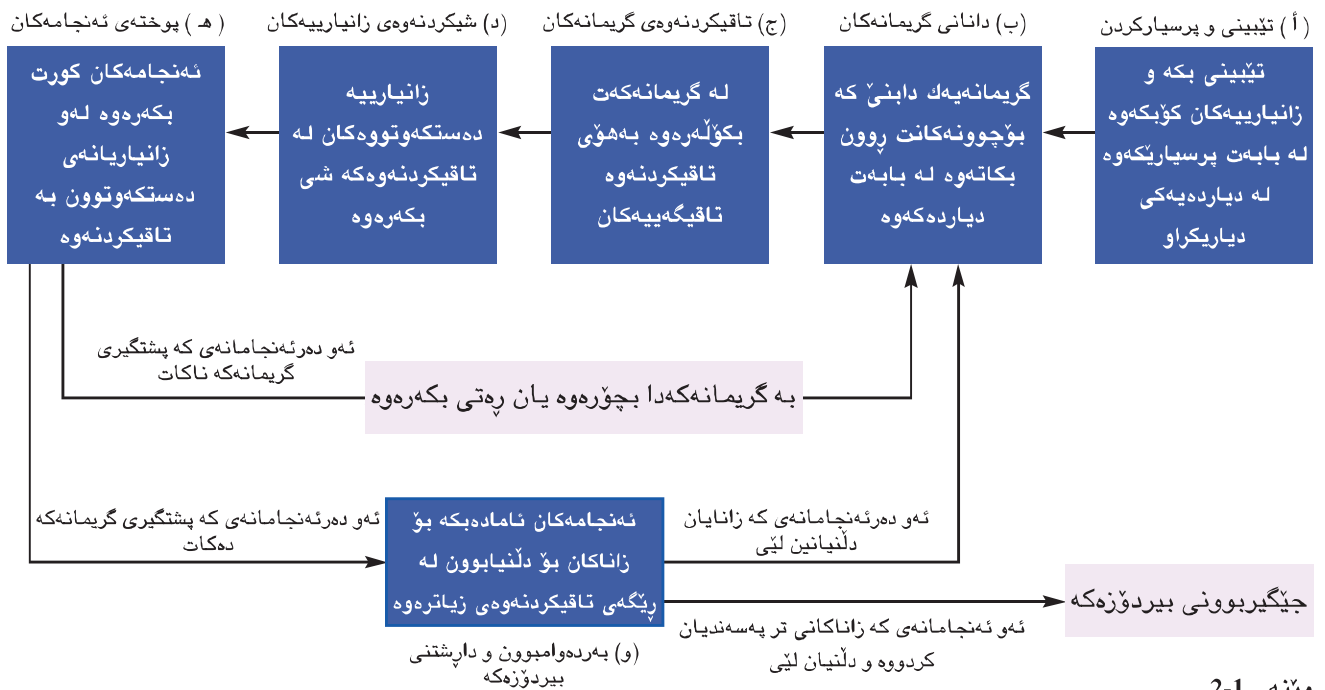 ( أ ) تێبینی و پرسیارکردن
تێبینی بکه و
زانیارییەکان کۆبکەوە
لە بابەت پرسیارێکەوە
لە دیاردەیەکی
دیاریکراو
(ب) دانانی گریمانەکان
گریمانەیەك دابنێ کە
بۆچوونەکانت ڕوون
بکاتەوە لە بابەت
دیاردەکەوە
(ج) تاقیکردنەوەی گریمانەکان
لە گریمانەکەت
بکۆڵەرەوە بەهۆی
تاقیکردنەوە
تاقیگەییەکان
(د) شیکردنەوەی زانیارییەکان
زانیارییە
دەستکەوتووەکان لە
تاقیکردنەوەکە شی
بکەرەوە
( هـ ) پوختەی ئەنجامەکان
ئەنجامەکان کورت
بکەرەوە لەو
زانیاریانەی
دەستکەوتوون بە
تاقیکردنەوە
ئەو دەرئەنجامانەی کە پشتگیری
گریمانەکە ناکات
بە گریمانەکەدا بچۆرەوە یان ڕەتی بکەرەوە
ئەو دەرئەنجامانەی کە پشتگیری گریمانەکە
دەکات
ئەنجامەکان ئامادەبکە بۆ
زاناکان بۆ دڵنیابوون لە
ڕێگەی تاقیکردنەوەی زیاترەوە
(و) بەردەوامبوون و داڕشتنی
بیردۆزەکە
ئەو دەرئەنجامانەی کە زانایان
دڵنیانین لێی
ئەو ئەنجامانەی کە زاناکانی تر پەسەندیان
کردووە و دڵنیان لێی
جێگیربوونی بیردۆزەکە
2-1